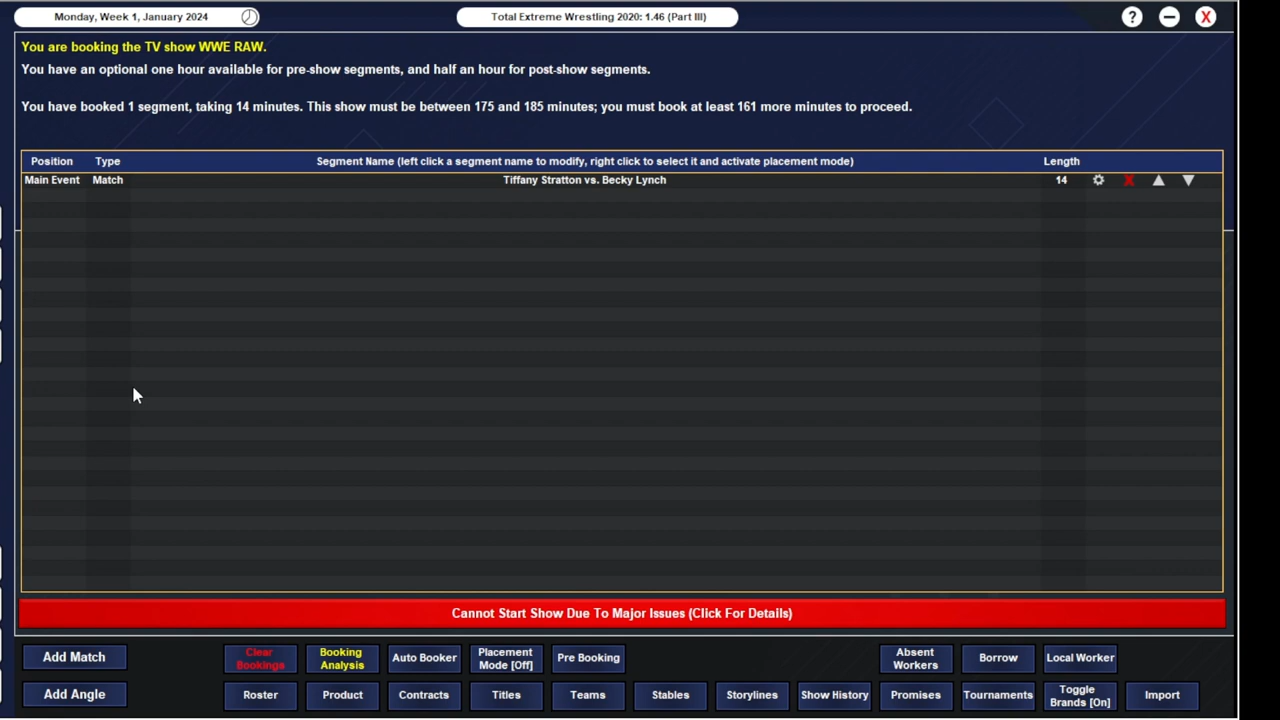 Monday, Week 1, January 2024
Total Extreme Wrestling 2020: 1.46 (Part III)
? X
You are booking the TV show WWE RAW.
You have an optional one hour available for pre-show segments, and half an hour for post-show segments.
You have booked 1 segment, taking 14 minutes. This show must be between 175 and 185 minutes; you must book at least 161 more minutes to proceed.
Position Type Segment Name (left click a segment name to modify, right click to select it and activate placement mode) Length
Main Event Match Tiffany Stratton vs. Becky Lynch 14 X
Cannot Start Show Due To Major Issues (Click For Details)
Add Match
Clear
Bookings
Booking
Analysis
Auto Booker
Placement
Mode [Off]
Pre Booking
Absent
Workers
Borrow
Local Worker
Add Angle
Roster
Product
Contracts
Titles
Teams
Stables
Storylines
Show History
Promises
Tournaments
Toggle
Brands [On]
Import